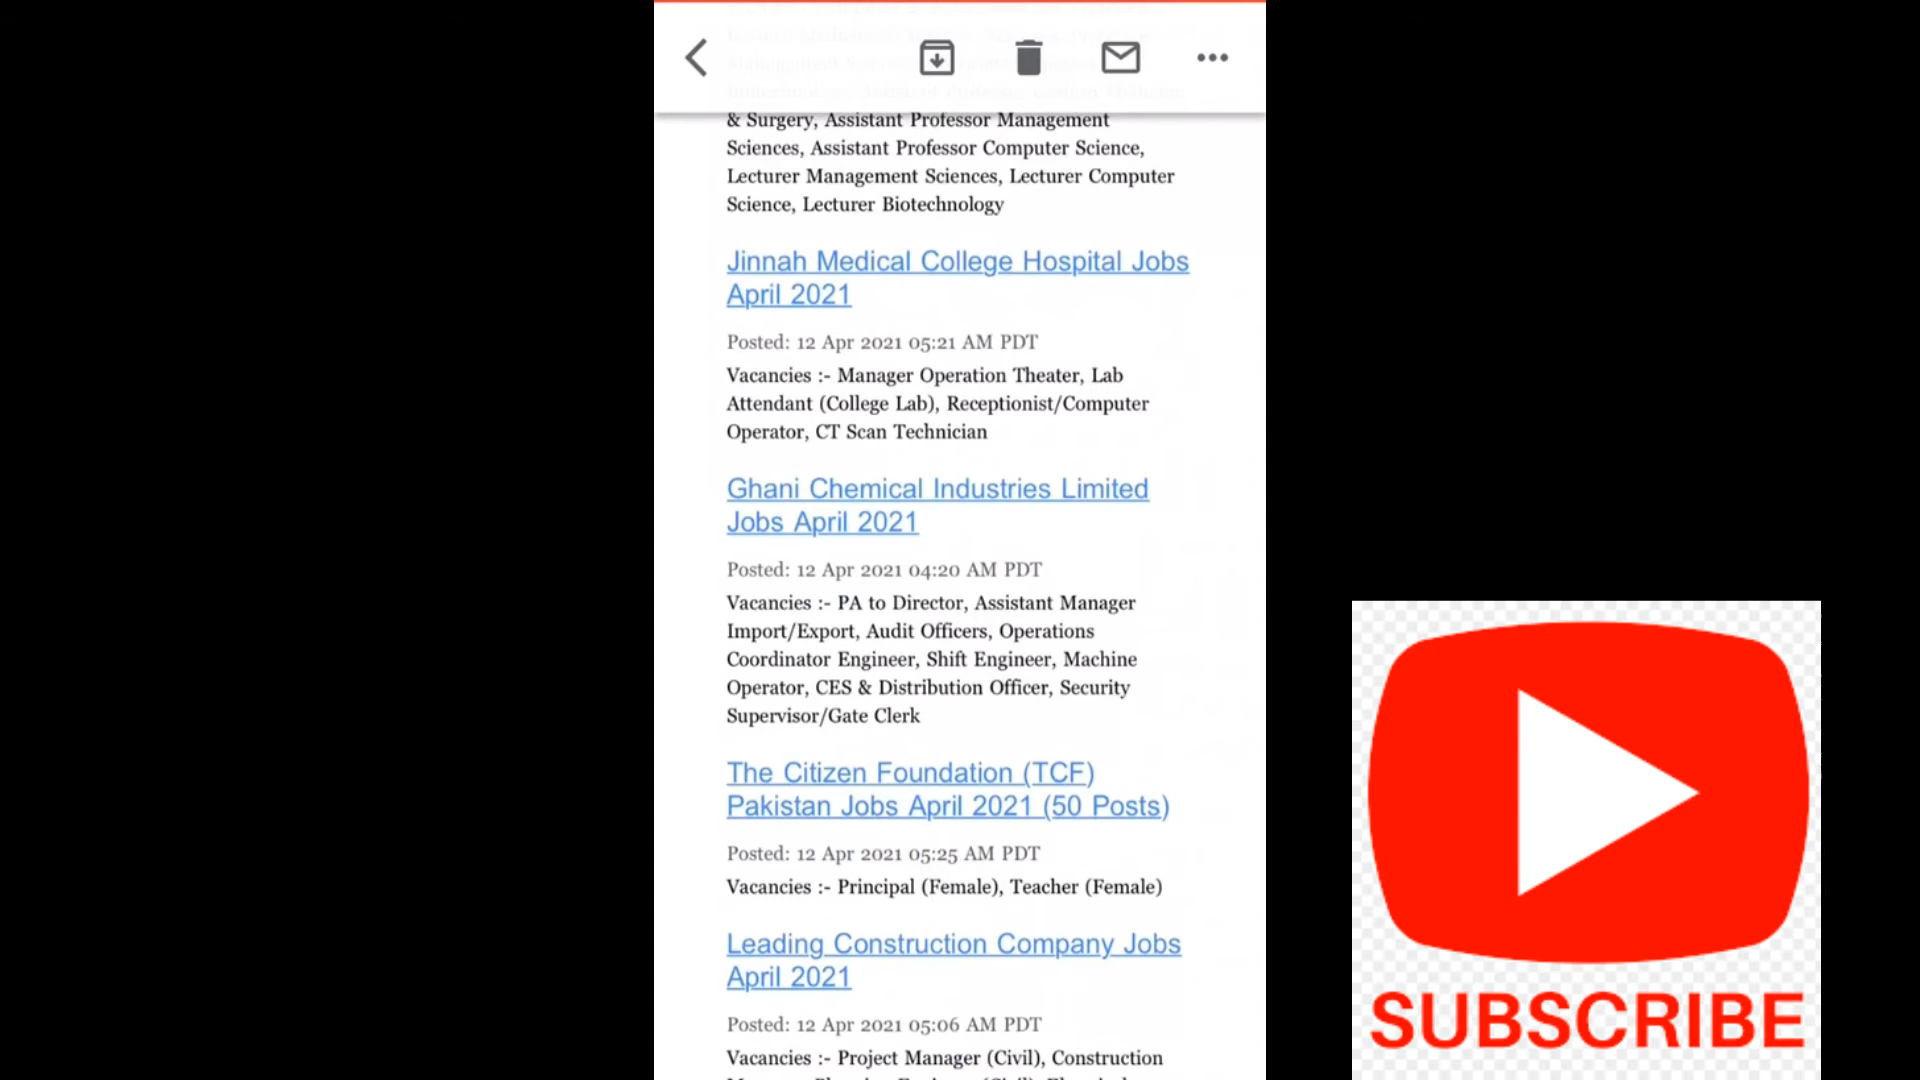 & Surgery, Assistant Professor Management
Sciences, Assistant Professor Computer Science,
Lecturer Management Sciences, Lecturer Computer
Science, Lecturer Biotechnology
Jinnah Medical College Hospital Jobs
April 2021
Posted: 12 Apr 2021 05:21 AM PDT
Vacancies :- Manager Operation Theater, Lab
Attendant (College Lab), Receptionist/Computer
Operator, CT Scan Technician
Ghani Chemical Industries Limited
Jobs April 2021
Posted: 12 Apr 2021 04:20 AM PDT
Vacancies :- PA to Director, Assistant Manager
Import/Export, Audit Officers, Operations
Coordinator Engineer, Shift Engineer, Machine
Operator, CES & Distribution Officer, Security
Supervisor/Gate Clerk
The Citizen Foundation (TCF)
Pakistan Jobs April 2021 (50 Posts)
Posted: 12 Apr 2021 05:25 AM PDT
Vacancies :- Principal (Female), Teacher (Female)
Leading Construction Company Jobs
April 2021
Posted: 12 Apr 2021 05:06 AM PDT
Vacancies :- Project Manager (Civil), Construction
SUBSCRIBE